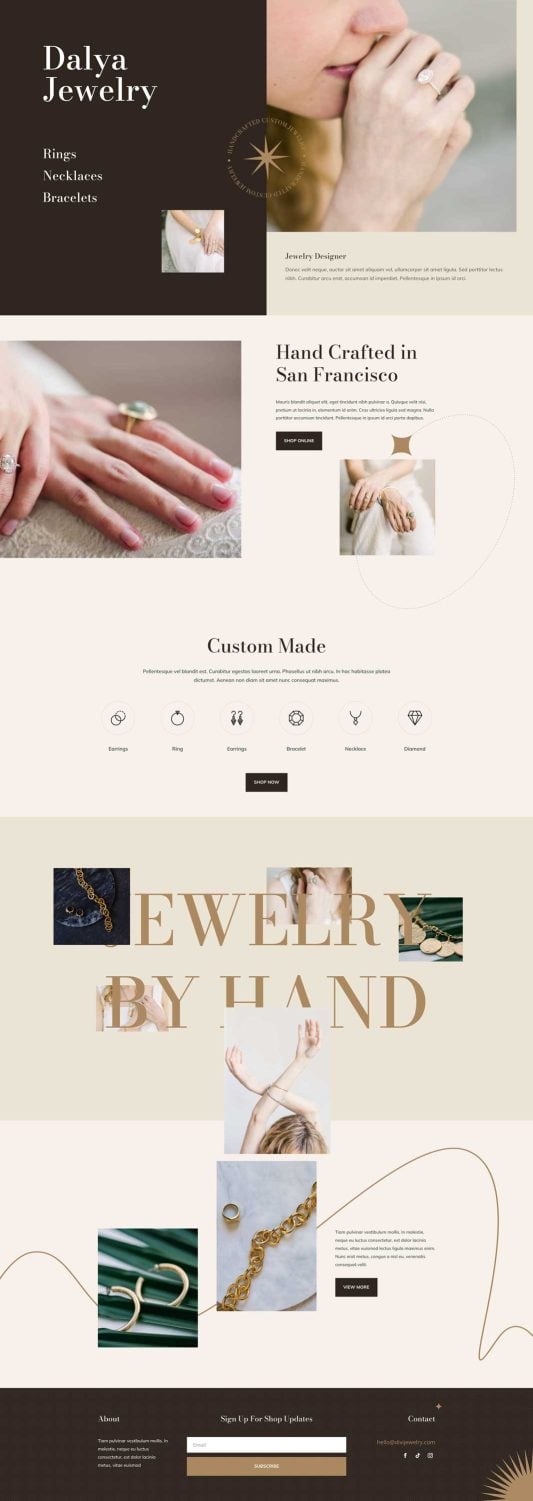 Dalya
Jewelry
Rings
Necklaces
Bracelets
HANDCRAFTED CUSTOM JEWELRY • HANDCRAFTED CUSTOM JEWELRY •
Jewelry Designer
Donec velit neque, auctor sit amet aliquam vel, ullamcorper sit amet ligula. Sed porttitor lectus
nibh. Curabitur arcu erat, accumsan id imperdiet. Pellentesque in ipsum id orci.
Hand Crafted in
San Francisco
Mauris blandit aliquet elit, eget tincidunt nibh pulvinar a. Quisque velit nisi,
pretium ut lacinia in, elementum id enim. Cras ultricies ligula sed magna. Nulla
porttitor accumsan tincidunt. Pellentesque in ipsum id orci porta dapibus.
SHOP ONLINE
Custom Made
Pellentesque vel blandit est. Curabitur egestas laoreet urna. Phasellus ut nibh arcu. In hac habitasse platea
dictumst. Aenean non diam sit amet nunc consequat maximus.
Earrings
Ring
Earrings
Bracelet
Necklacs
Diamond
SHOP NOW
JEWELRY
BY HAND
Tiam pulvinar vestibulum mollis, in molestie,
neque eu luctus consectetur, est dolor lacinia
metus, vitae euismod lectus ligula maximus enim.
Nunc erat metus, congue a nisl eu, venenatis
consequat velit.
VIEW MORE
About
Tiam pulvinar vestibulum mollis, in
molestie, neque eu luctus
consectetur, est dolor lacinia
metus, vitae euismod
Sign Up For Shop Updates
Email
SUBSCRIBE
Contact
hello@divijewelry.com